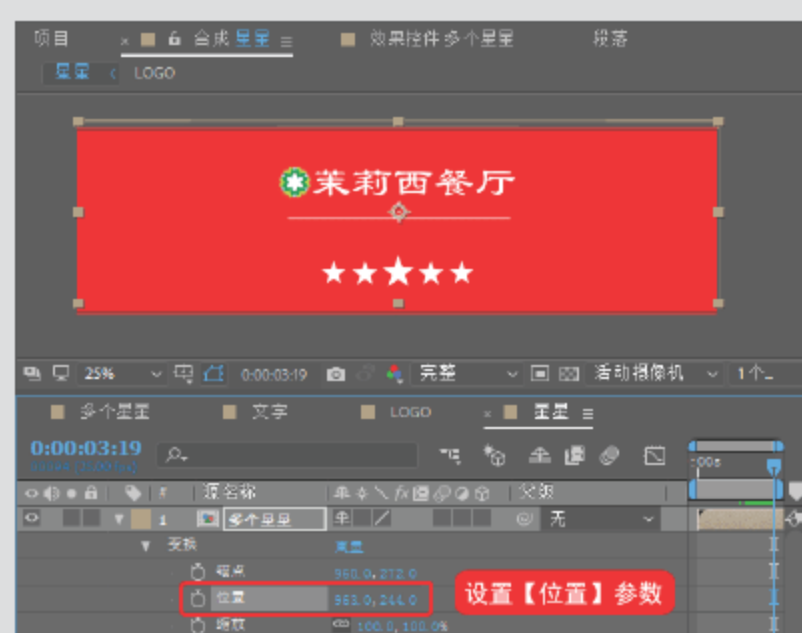 项目 合成 星星 效果控件 多个星星 段落
星星 LOGO
茉莉西餐厅
25% 0:00:03:19 完整 活动摄像机 1个...
多个星星 文字 LOGO 星星
0:00:03:19
:00s
# 源名称 父级
1 多个星星 无
变换 重置
锚点 960.0,272.0
位置 963.0,244.0
设置【位置】参数
缩放 100.0,100.0%